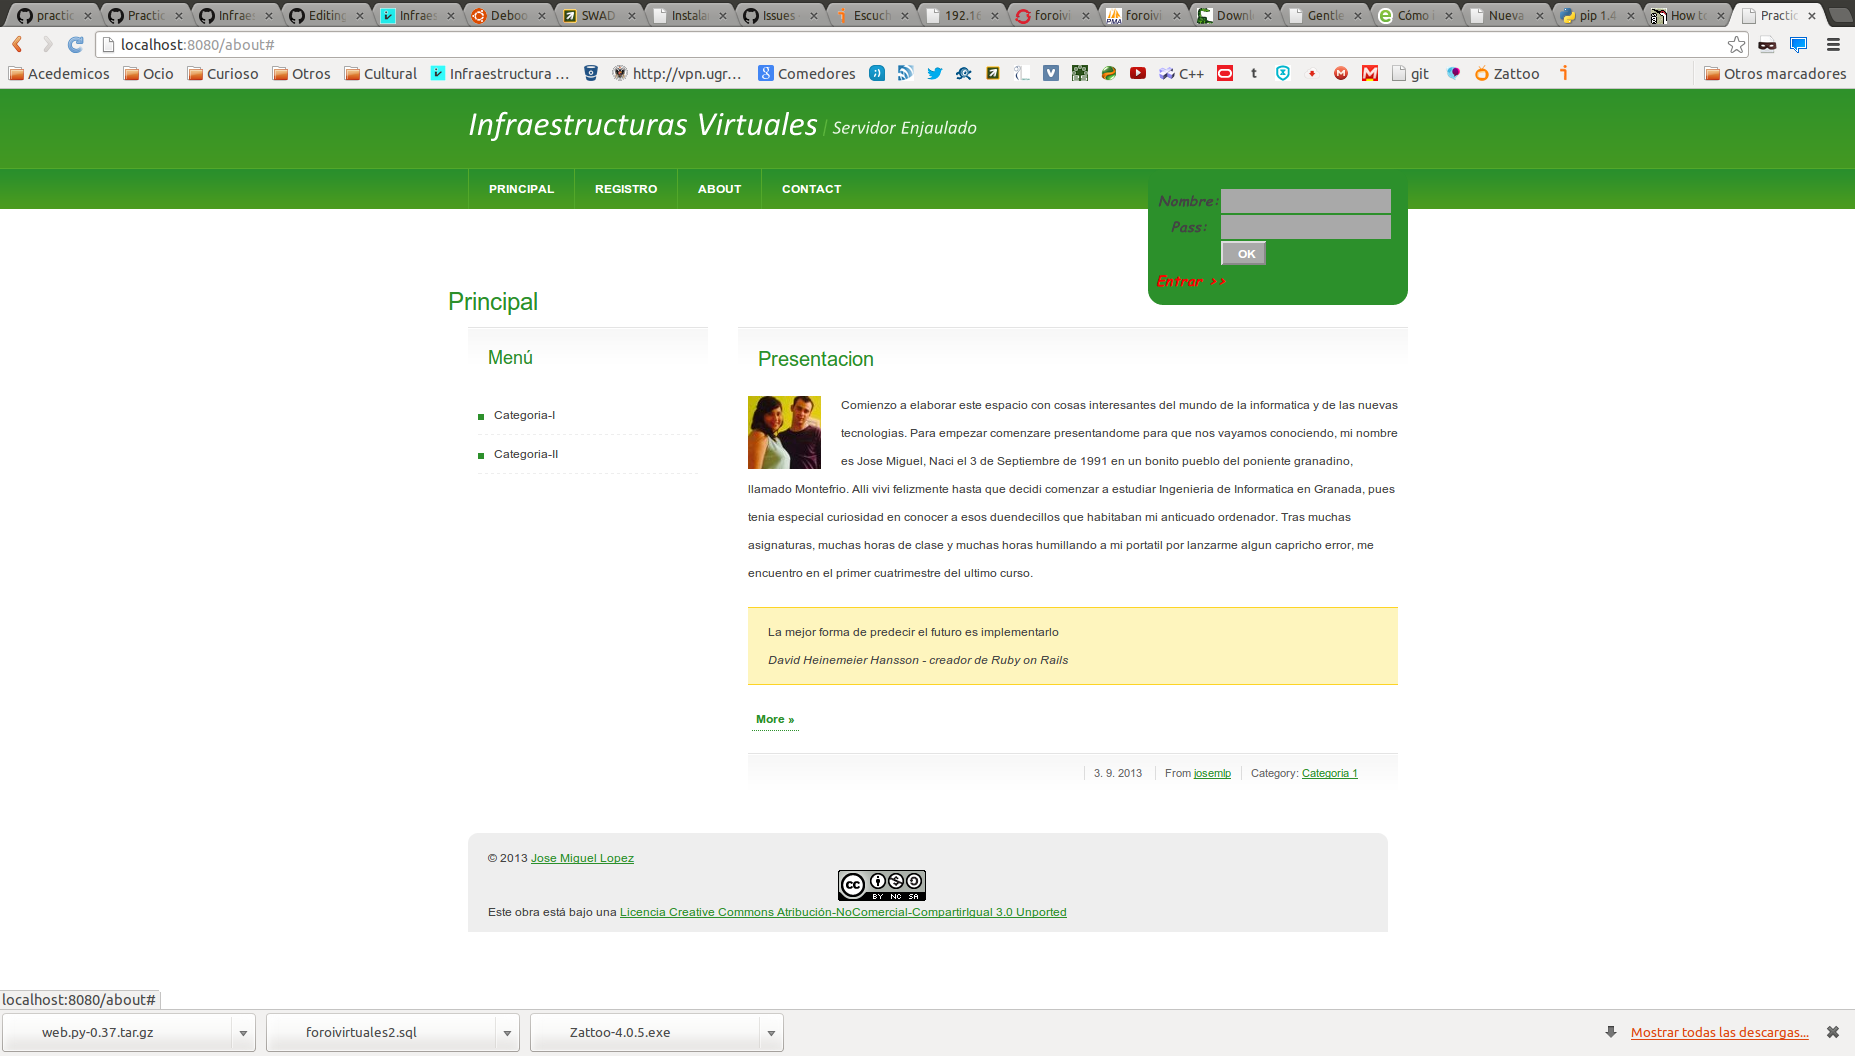 practic
Practic
Infraes
Editing
Infraes
Deboo
SWAD
Instala
Issues
Escuch
192.16
foroivi
foroivi
Downl
Gentle
Cómo i
Nueva
pip 1.4
How to
Practic
localhost:8080/about#
Acedemicos
Ocio
Curioso
Otros
Cultural
Infraestructura ...
http://vpn.ugr...
Comedores
C++
git
Zattoo
Otros marcadores
Infraestructuras Virtuales / Servidor Enjaulado
PRINCIPAL
REGISTRO
ABOUT
CONTACT
Nombre:
Pass:
OK
Entrar >>
Principal
Menú
Categoria-I
Categoria-II
Presentacion
Comienzo a elaborar este espacio con cosas interesantes del mundo de la informatica y de las nuevas
tecnologias. Para empezar comenzare presentandome para que nos vayamos conociendo, mi nombre
es Jose Miguel, Naci el 3 de Septiembre de 1991 en un bonito pueblo del poniente granadino,
llamado Montefrio. Alli vivi felizmente hasta que decidi comenzar a estudiar Ingenieria de Informatica en Granada, pues
tenia especial curiosidad en conocer a esos duendecillos que habitaban mi anticuado ordenador. Tras muchas
asignaturas, muchas horas de clase y muchas horas humillando a mi portatil por lanzarme algun capricho error, me
encuentro en el primer cuatrimestre del ultimo curso.
La mejor forma de predecir el futuro es implementarlo
David Heinemeier Hansson - creador de Ruby on Rails
More »
3. 9. 2013
From josemlp
Category: Categoria 1
© 2013 Jose Miguel Lopez
cc BY NC SA
Este obra está bajo una Licencia Creative Commons Atribución-NoComercial-CompartirIgual 3.0 Unported
localhost:8080/about#
web.py-0.37.tar.gz
foroivirtuales2.sql
Zattoo-4.0.5.exe
Mostrar todas las descargas...